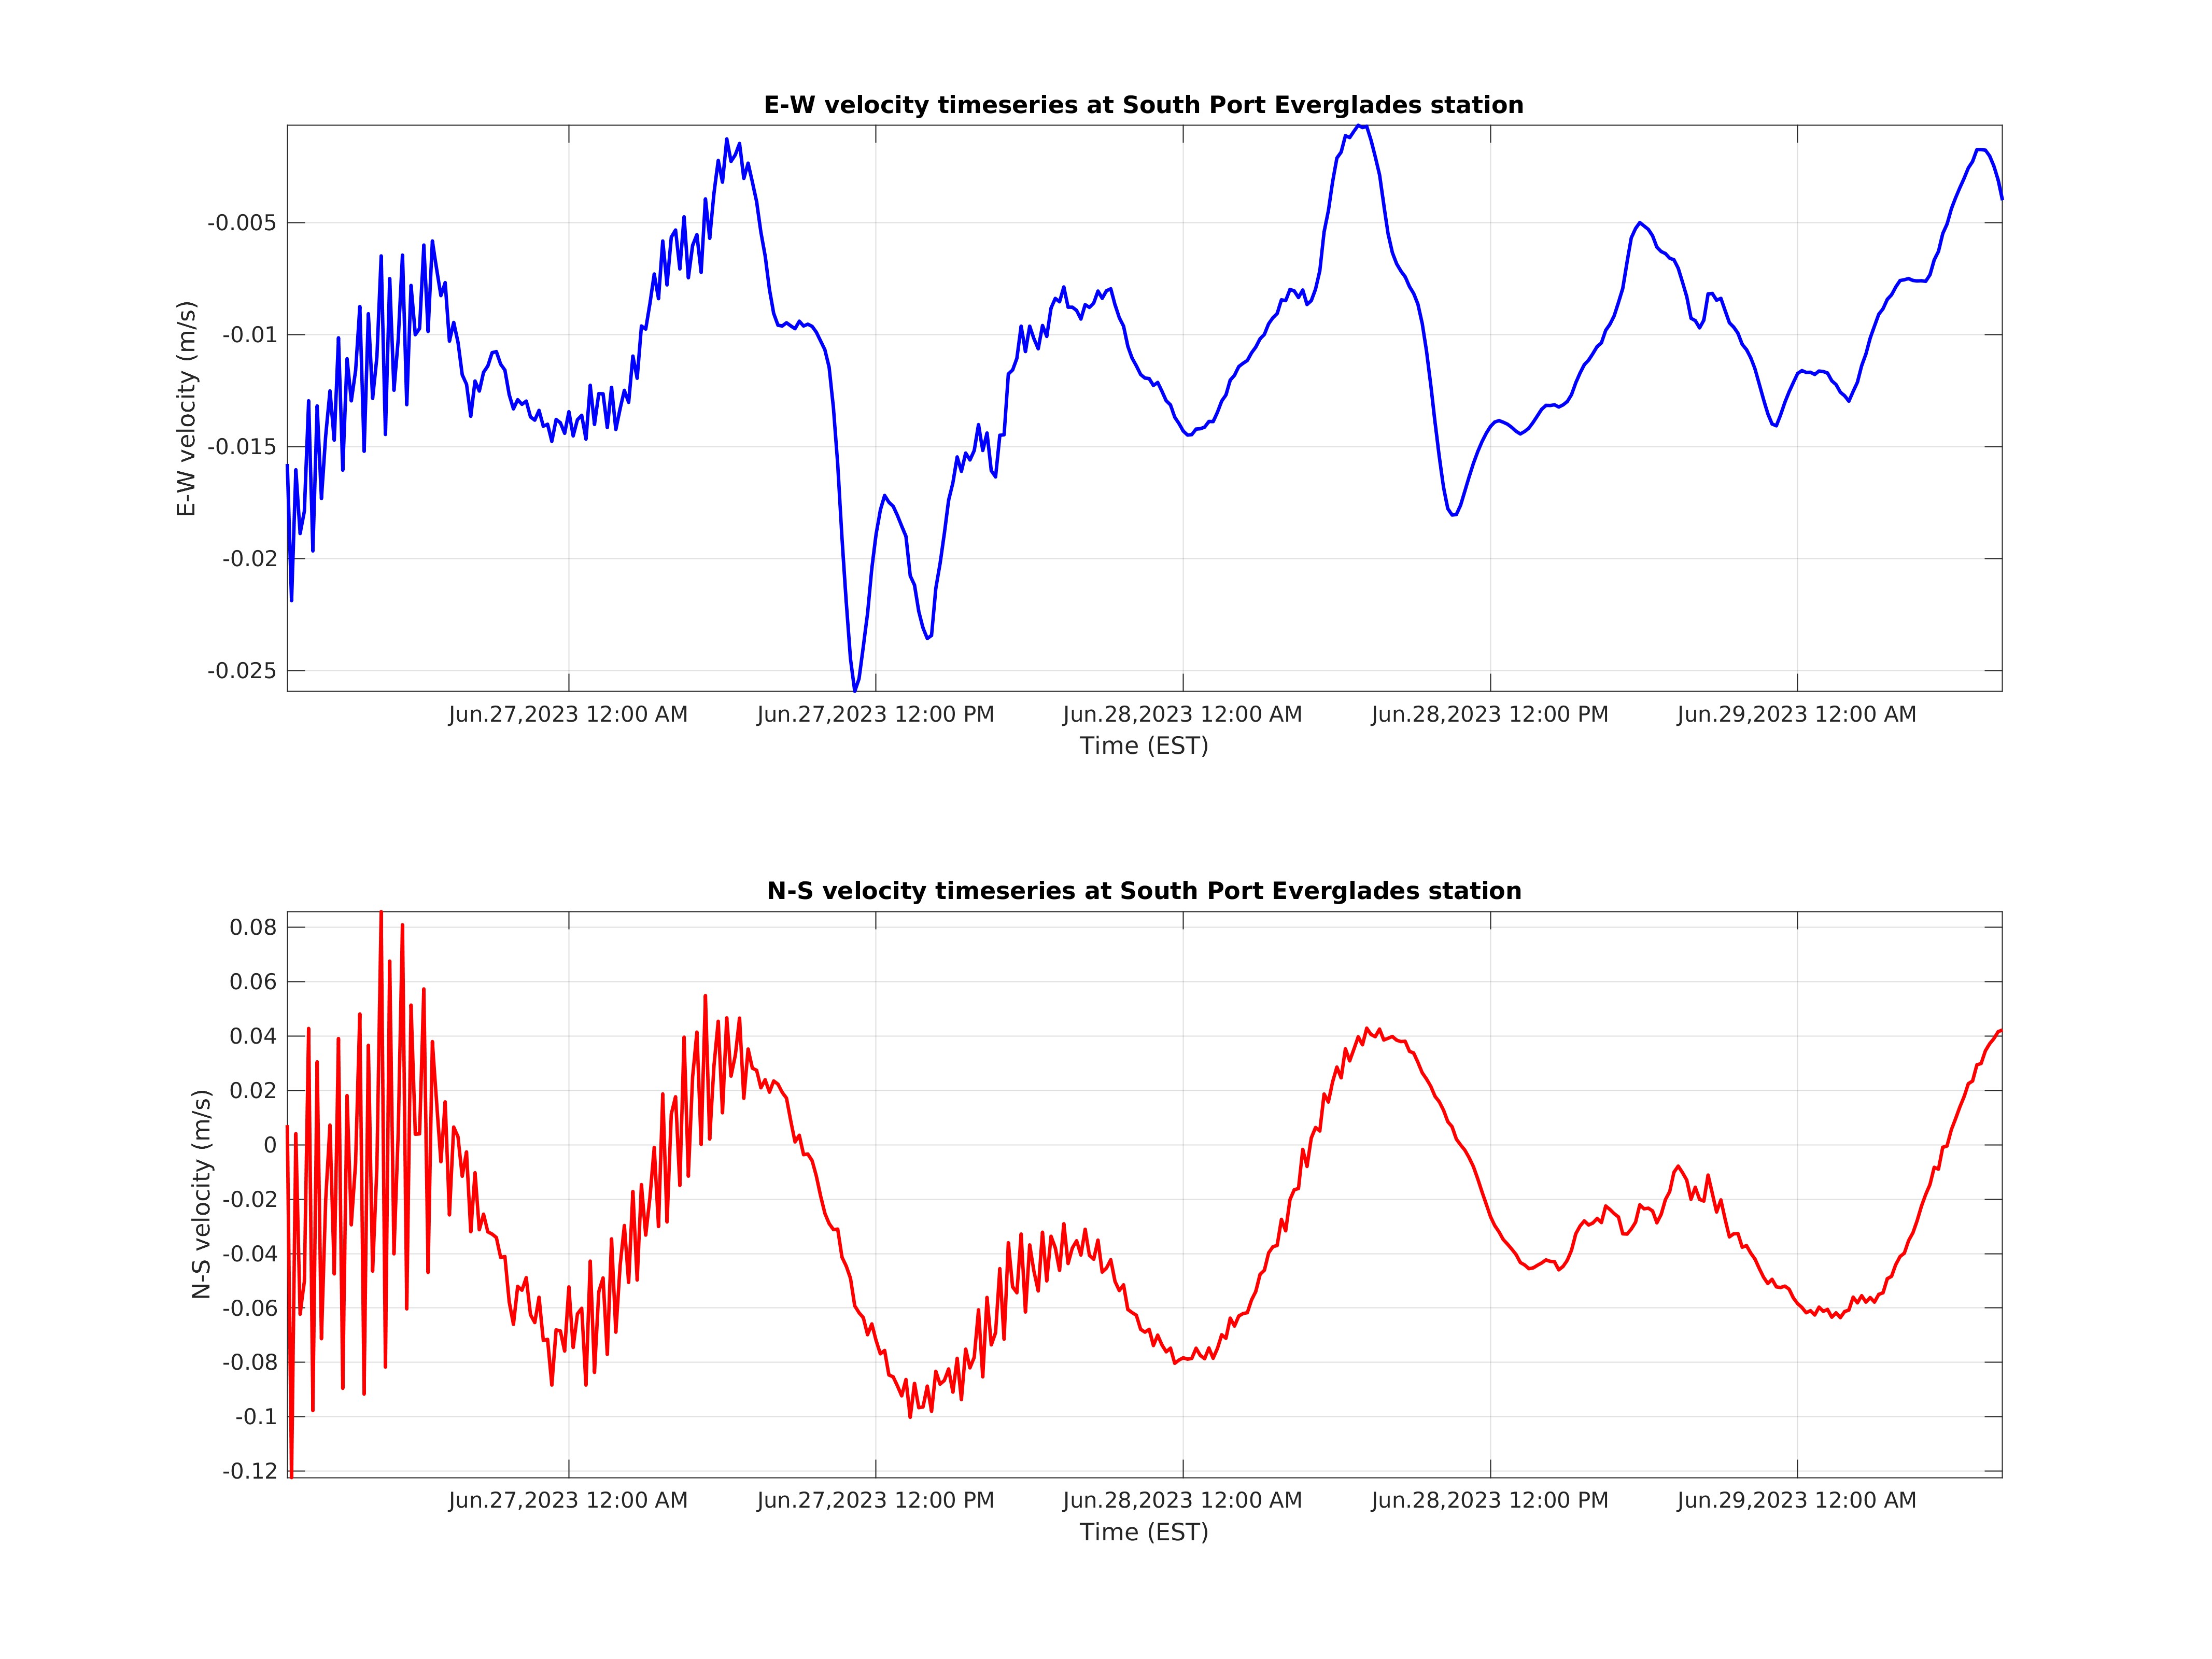 E-W velocity timeseries at South Port Everglades station
E-W velocity (m/s)
-0.005
-0.01
-0.015
-0.02
-0.025
Jun.27,2023 12:00 AM
Jun.27,2023 12:00 PM
Jun.28,2023 12:00 AM
Jun.28,2023 12:00 PM
Jun.29,2023 12:00 AM
Time (EST)
N-S velocity timeseries at South Port Everglades station
N-S velocity (m/s)
0.08
0.06
0.04
0.02
0
-0.02
-0.04
-0.06
-0.08
-0.1
-0.12
Jun.27,2023 12:00 AM
Jun.27,2023 12:00 PM
Jun.28,2023 12:00 AM
Jun.28,2023 12:00 PM
Jun.29,2023 12:00 AM
Time (EST)